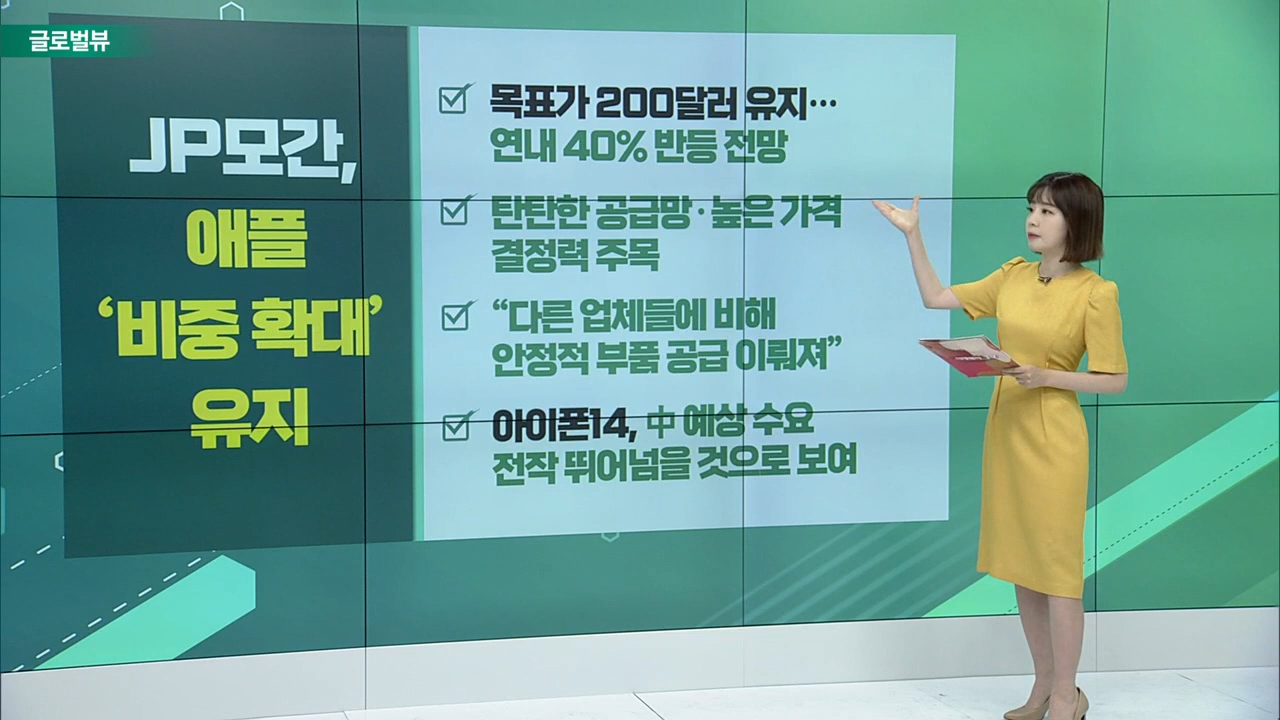 글로벌뷰
JP모간,
애플
‘비중 확대’
유지
목표가 200달러 유지…
연내 40% 반등 전망
탄탄한 공급망·높은 가격
결정력 주목
“다른 업체들에 비해
안정적 부품 공급 이뤄져”
아이폰14, 中 예상 수요
전작 뛰어넘을 것으로 보여